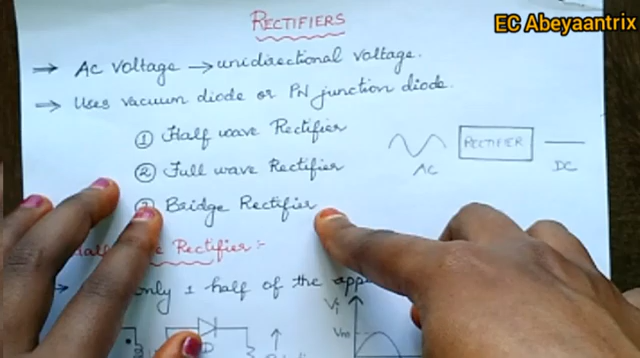 EC Abeyaantrix
RECTIFIERS
⇒ AC voltage → unidirectional voltage.
⇒ Uses vacuum diode or PN junction diode.
① Half wave Rectifier
② Full wave Rectifier
Bridge Rectifier
RECTIFIER
AC
DC
Rectifier :-
only 1 half of the
Vi
Vm
D